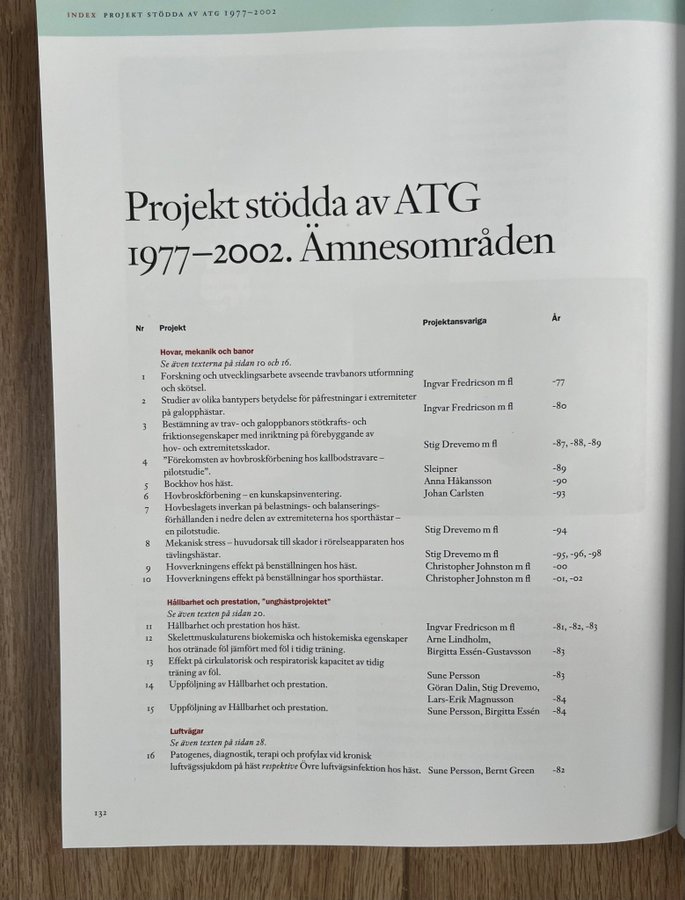 INDEX PROJEKT STÖDDA AV ATG 1977–2002
Projekt stödda av ATG
1977–2002. Ämnesområden
Nr Projekt Projektansvariga År
Hovar, mekanik och banor
Se även texterna på sidan 10 och 16.
1 Forskning och utvecklingsarbete avseende travbanors utformning
och skötsel. Ingvar Fredricson m fl -77
2 Studier av olika bantypers betydelse för påfrestningar i extremiteter
på galopphästar. Ingvar Fredricson m fl -80
3 Bestämning av trav- och galoppbanors stötkrafts- och
friktionsegenskaper med inriktning på förebyggande av
hov- och extremitetsskador. Stig Drevemo m fl -87, -88, -89
4 "Förekomsten av hovbroskförbening hos kallbodstravare –
pilotstudie". Sleipner -89
5 Bockhov hos häst. Anna Håkansson -90
6 Hovbroskförbening – en kunskapsinventering. Johan Carlsten -93
7 Hovbeslagets inverkan på belastnings- och balanserings-
förhållanden i nedre delen av extremiteterna hos sporthästar –
en pilotstudie. Stig Drevemo m fl -94
8 Mekanisk stress – huvudorsak till skador i rörelseapparaten hos
tävlingshästar. Stig Drevemo m fl -95, -96, -98
9 Hovverkningens effekt på benställningen hos häst. Christopher Johnston m fl -00
10 Hovverkningens effekt på benställningar hos sporthästar. Christopher Johnston m fl -01, -02
Hållbarhet och prestation, "unghästprojektet"
Se även texten på sidan 20.
11 Hållbarhet och prestation hos häst. Ingvar Fredricson m fl -81, -82, -83
12 Skelettmuskulaturens biokemiska och histokemiska egenskaper Arne Lindholm,
hos otränade föl jämfört med föl i tidig träning. Birgitta Essén-Gustavsson -83
13 Effekt på cirkulatorisk och respiratorisk kapacitet av tidig
träning av föl. Sune Persson -83
14 Uppföljning av Hållbarhet och prestation. Göran Dalin, Stig Drevemo,
Lars-Erik Magnusson -84
15 Uppföljning av Hållbarhet och prestation. Sune Persson, Birgitta Essén -84
Luftvägar
Se även texten på sidan 28.
16 Patogenes, diagnostik, terapi och profylax vid kronisk
luftvägssjukdom på häst respektive Övre luftvägsinfektion hos häst. Sune Persson, Bernt Green -82
132